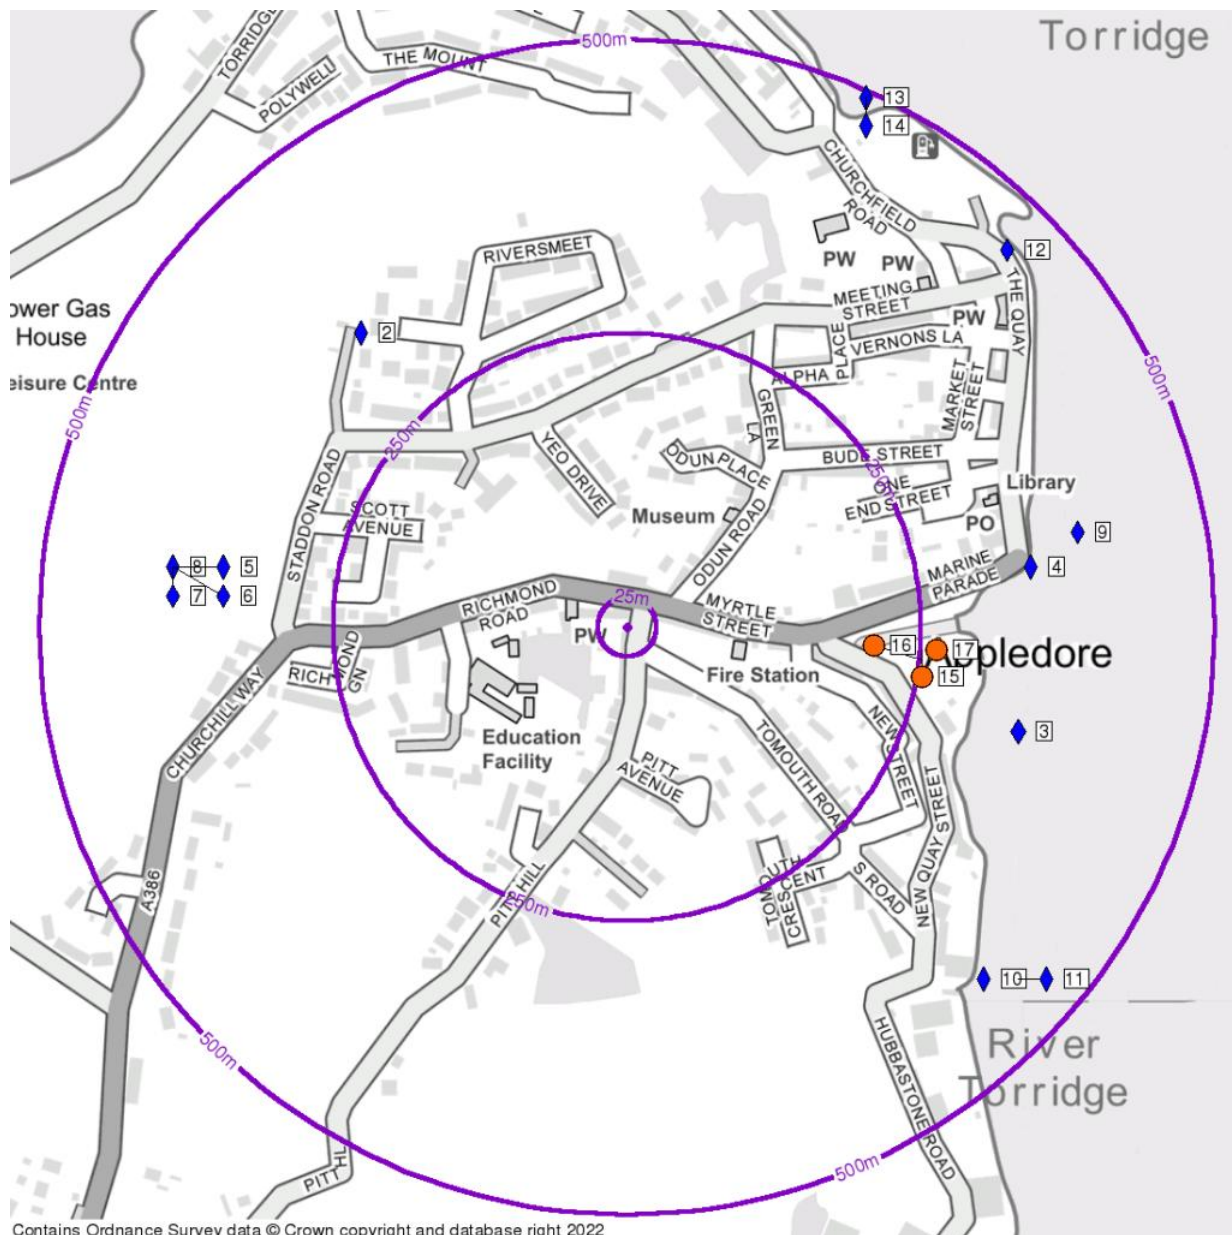 Torridge
500m
THE MOUNT
TORRIDGE
POLYWELL
13
14
CHURCHFIELD
ROAD
RIVERSMEET
PW
PW
12
ower Gas
House
2
MEETING
STREET
THE QUAY
PW
PLACE
VERNONS LA
eisure Centre
500m
ALPHA
MARKET
STREET
500m
250m
GREEN
LA
YEO DRIVE
ODUN PLACE
BUDE STREET
250m
STADDON ROAD
SCOTT
AVENUE
Museum
ONE
END STREET
Library
PO
9
ODUN ROAD
8
5
7
6
MARINE
PARADE
4
RICHMOND
ROAD
25m
MYRTLE
STREET
PW
16
17
Appledore
15
RICHMOND
GN
Fire Station
CHURCHILL WAY
NEW STREET
3
Education
Facility
PITT
AVENUE
TOMOUTH ROAD
NEW QUAY STREET
A386
PITT HILL
250m
TOMOUTH
CRESCENT
S ROAD
10
11
500m
HUBBASTONE ROAD
River
Torridge
PITT HL
500m
Contains Ordnance Survey data © Crown copyright and database right 2022